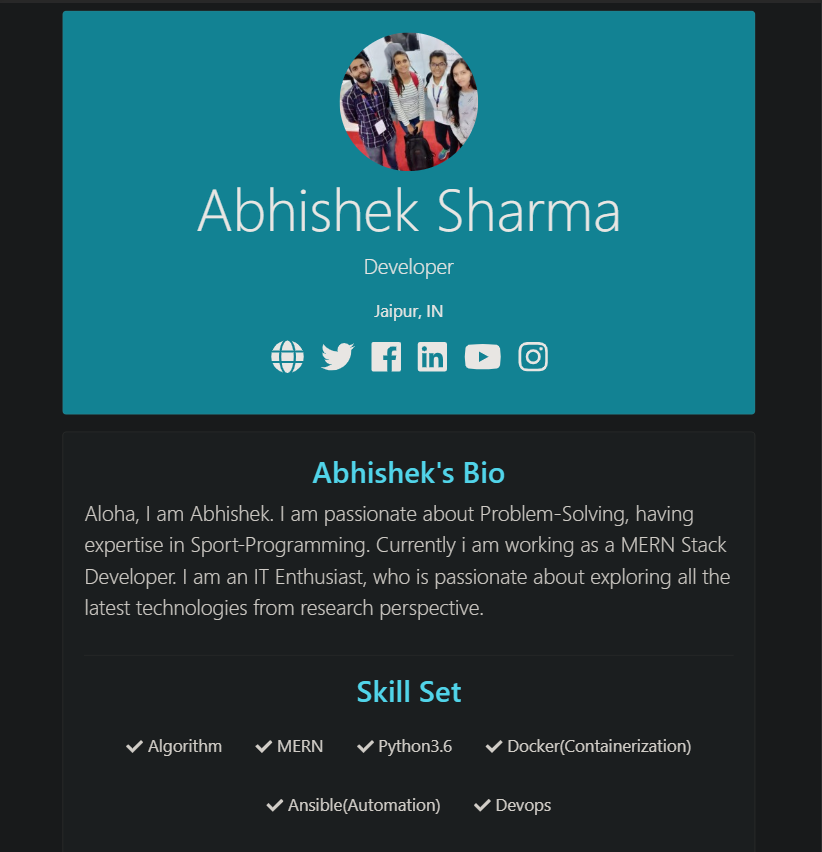 Abhishek Sharma
Developer
Jaipur, IN
Abhishek's Bio
Aloha, I am Abhishek. I am passionate about Problem-Solving, having
expertise in Sport-Programming. Currently i am working as a MERN Stack
Developer. I am an IT Enthusiast, who is passionate about exploring all the
latest technologies from research perspective.
Skill Set
Algorithm MERN Python3.6 Docker(Containerization)
Ansible(Automation) Devops